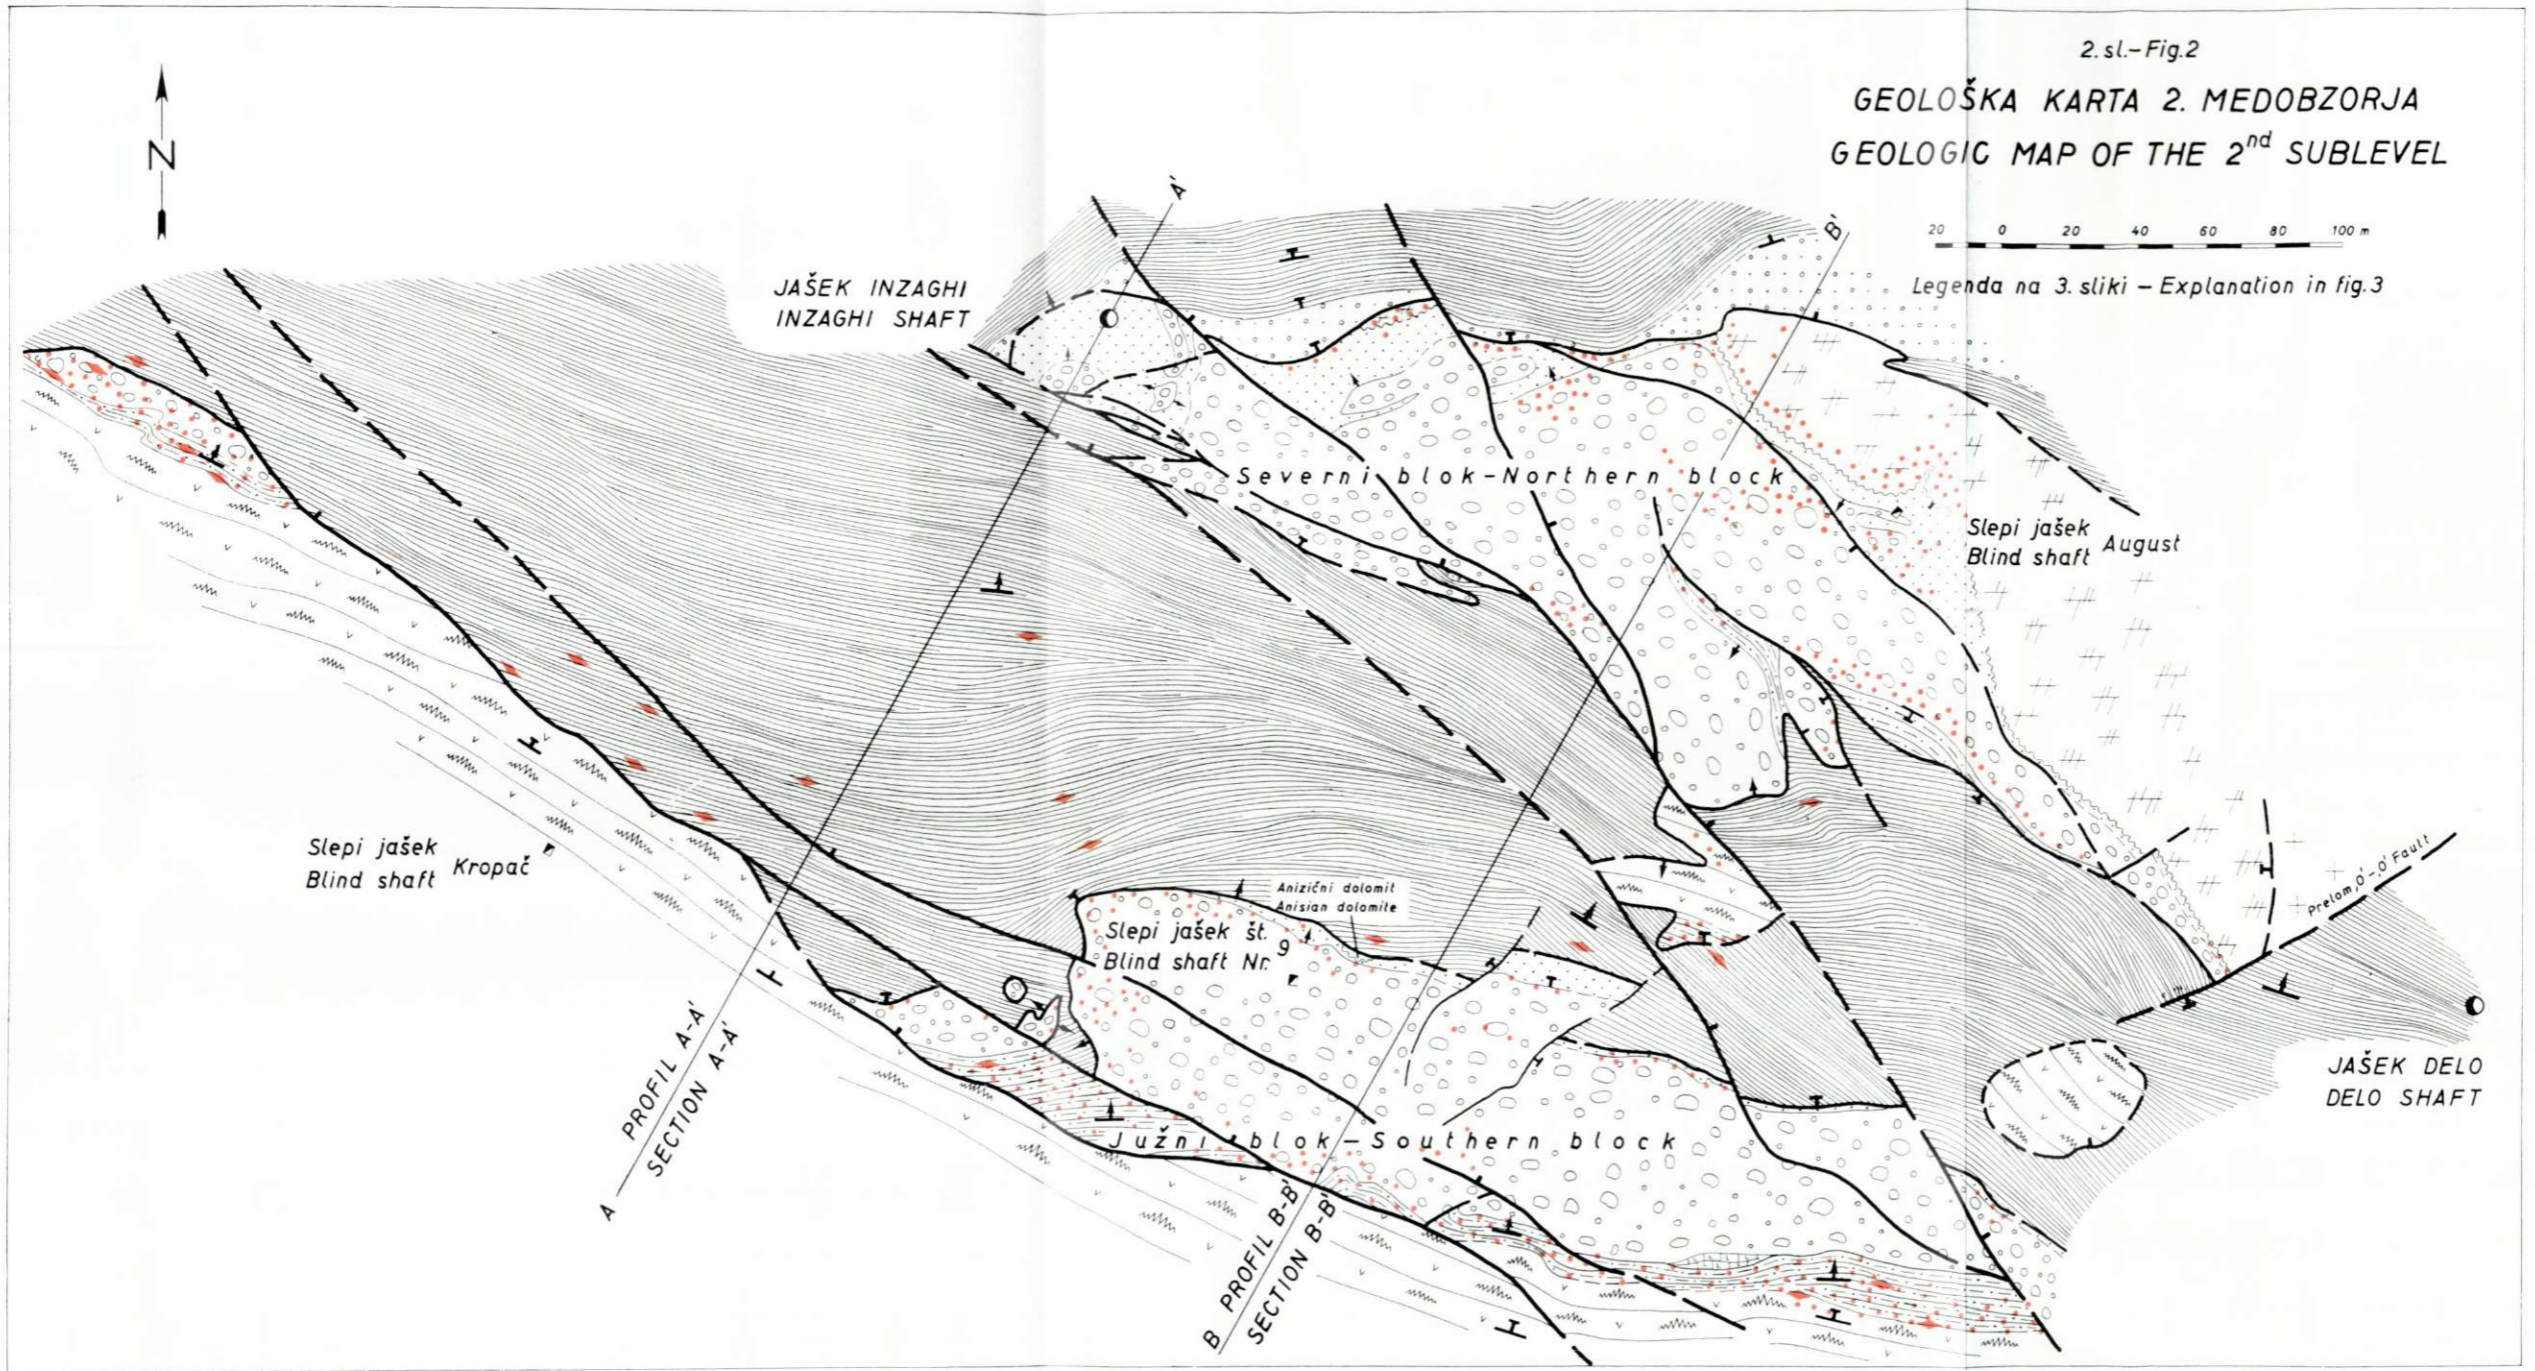 2. sl.– Fig. 2
GEOLOŠKA KARTA 2. MEDOBZORJA
GEOLOGIC MAP OF THE 2nd SUBLEVEL
20 0 20 40 60 80 100 m
Legenda na 3. sliki – Explanation in fig. 3
N
A'
B'
JAŠEK INZAGHI
INZAGHI SHAFT
Severni blok – Northern block
Slepi jašek
Blind shaft August
Slepi jašek
Blind shaft Kropač
Anizični dolomit
Anisian dolomite
Slepi jašek št.
Blind shaft Nr. 9
Prelom „0" – „0" Fault
JAŠEK DELO
DELO SHAFT
Južni blok – Southern block
A PROFIL A-A'
SECTION A-A'
B PROFIL B-B'
SECTION B-B'